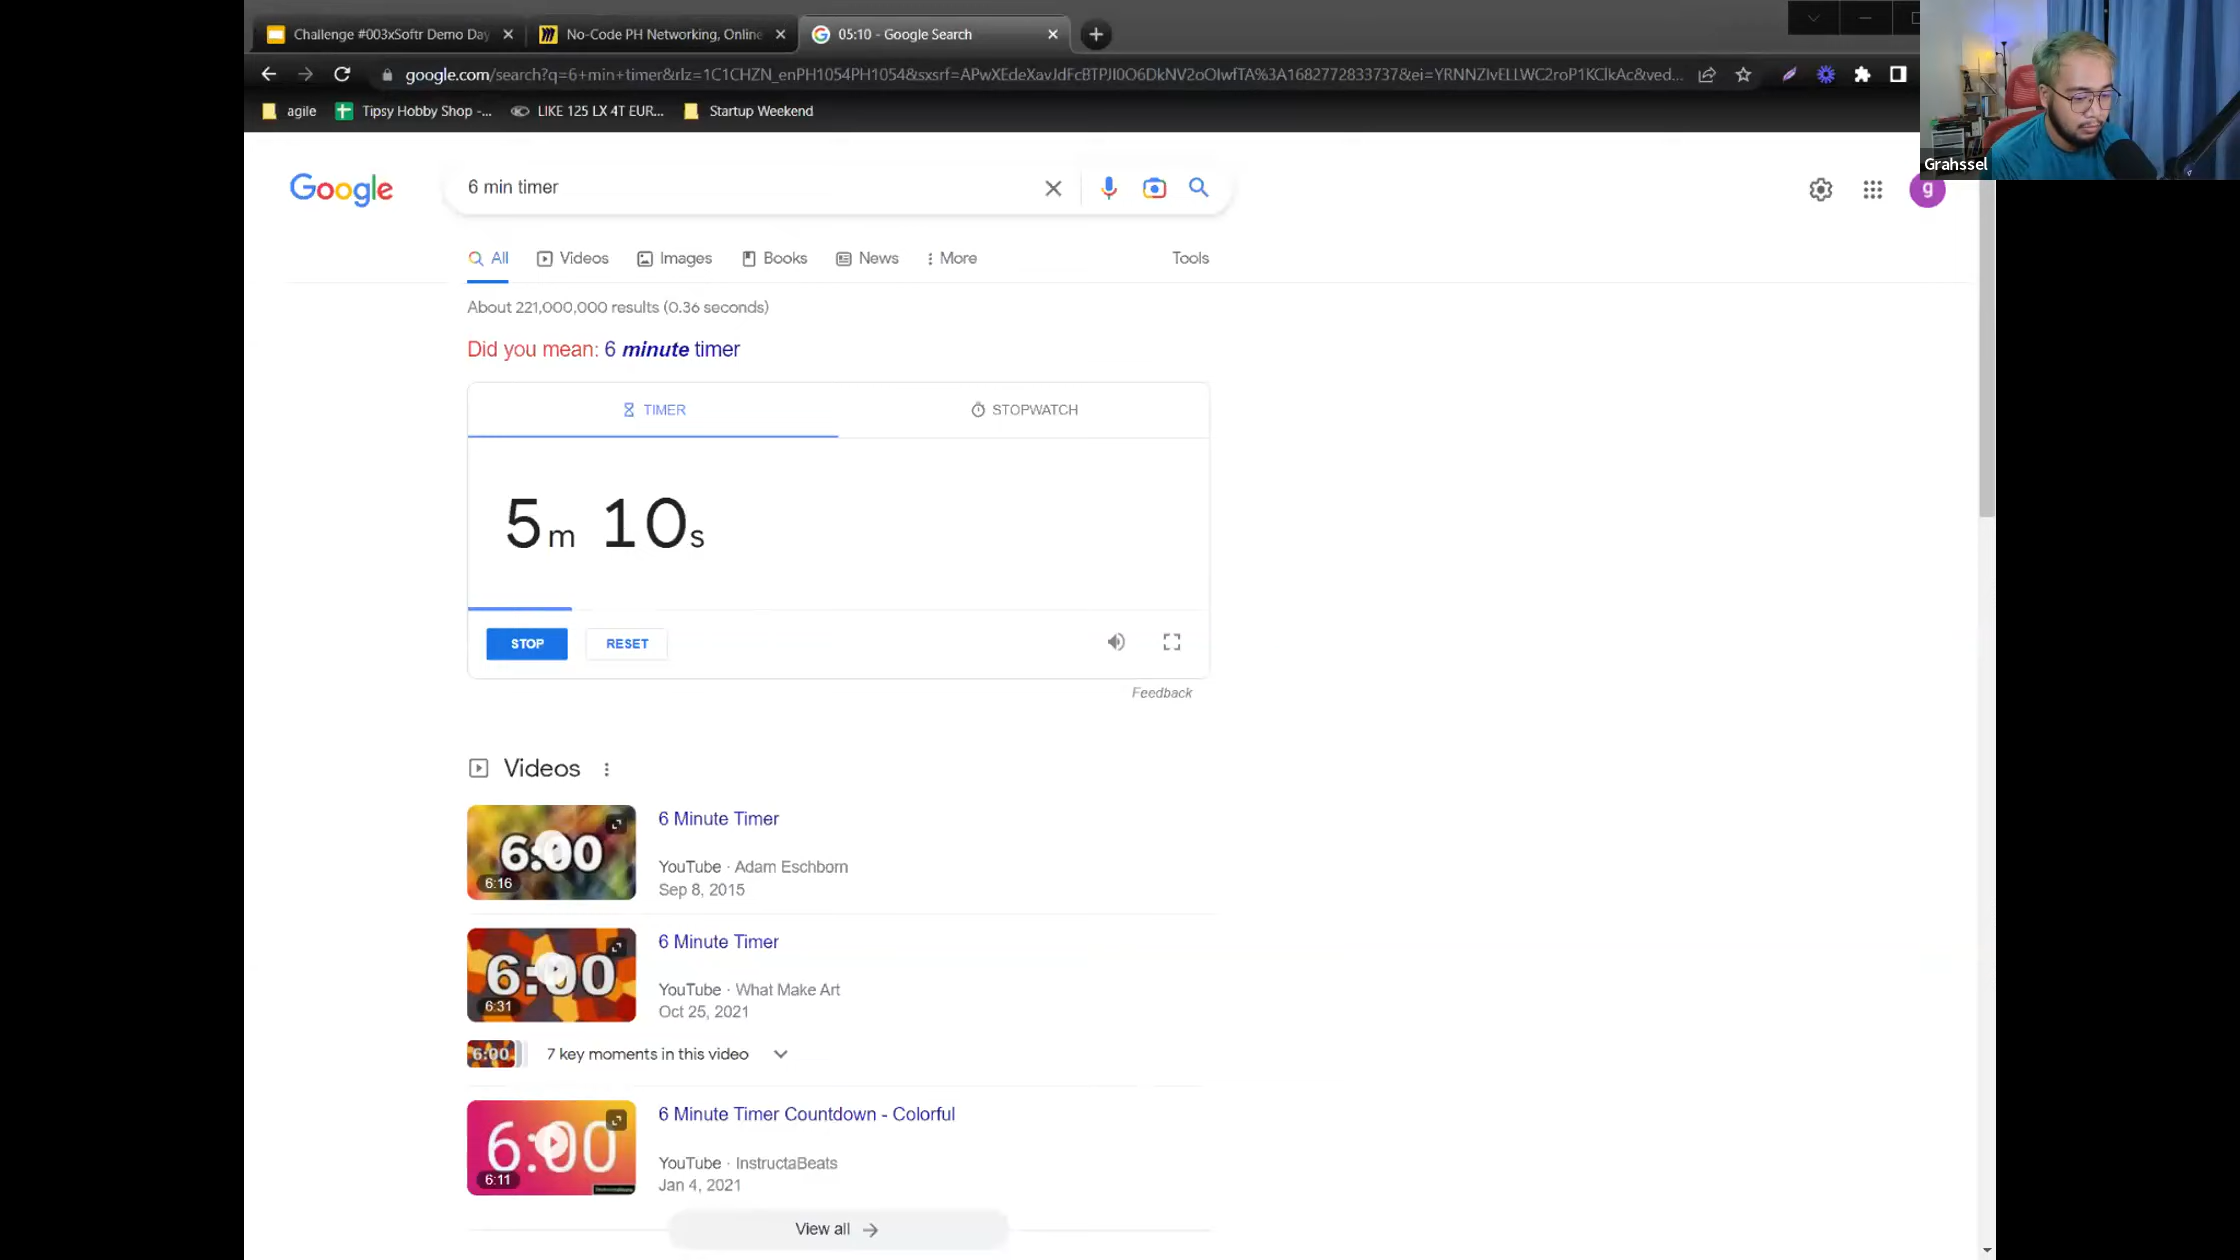 Challenge #003xSoftr Demo Day
No-Code PH Networking, Online
05:10 - Google Search
google.com/search?q=6+min+timer&rlz=1C1CHZN_enPH1054PH1054&sxsrf=APwXEdeXavJdFcBTPJI0O6DkNV2oOIwfTA%3A1682772833737&ei=YRNNZIvELLWC2roP1KClkAc&ved...
agile
Tipsy Hobby Shop -...
LIKE 125 LX 4T EUR...
Startup Weekend
Grahssel
Google
6 min timer
g
All
Videos
Images
Books
News
More
Tools
About 221,000,000 results (0.36 seconds)
Did you mean: 6 minute timer
TIMER
STOPWATCH
5m 10s
STOP
RESET
Feedback
Videos
6:00
6:16
6 Minute Timer
YouTube · Adam Eschborn
Sep 8, 2015
6:00
6:31
6 Minute Timer
YouTube · What Make Art
Oct 25, 2021
6:00
7 key moments in this video
6:00
6:11
6 Minute Timer Countdown - Colorful
YouTube · InstructaBeats
Jan 4, 2021
View all